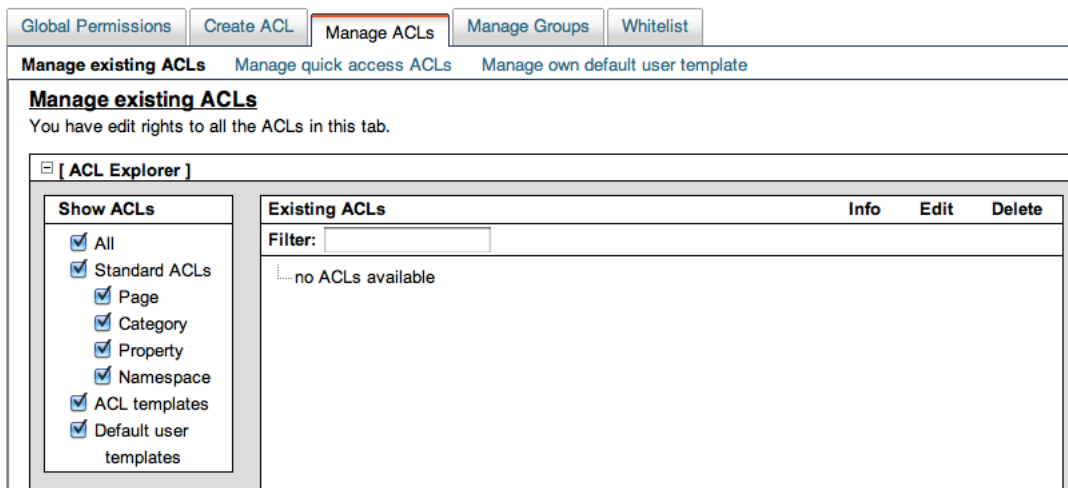 Global Permissions Create ACL Manage ACLs Manage Groups Whitelist
Manage existing ACLs Manage quick access ACLs Manage own default user template
Manage existing ACLs
You have edit rights to all the ACLs in this tab.
[ ACL Explorer ]
Show ACLs
All
Standard ACLs
Page
Category
Property
Namespace
ACL templates
Default user
templates
Existing ACLs Info Edit Delete
Filter:
no ACLs available